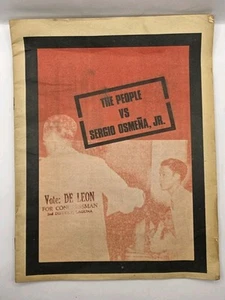 THE PEOPLE
VS
SERGIO OSMEÑA, JR.
Vote: DE LEON
FOR CONGRESSMAN